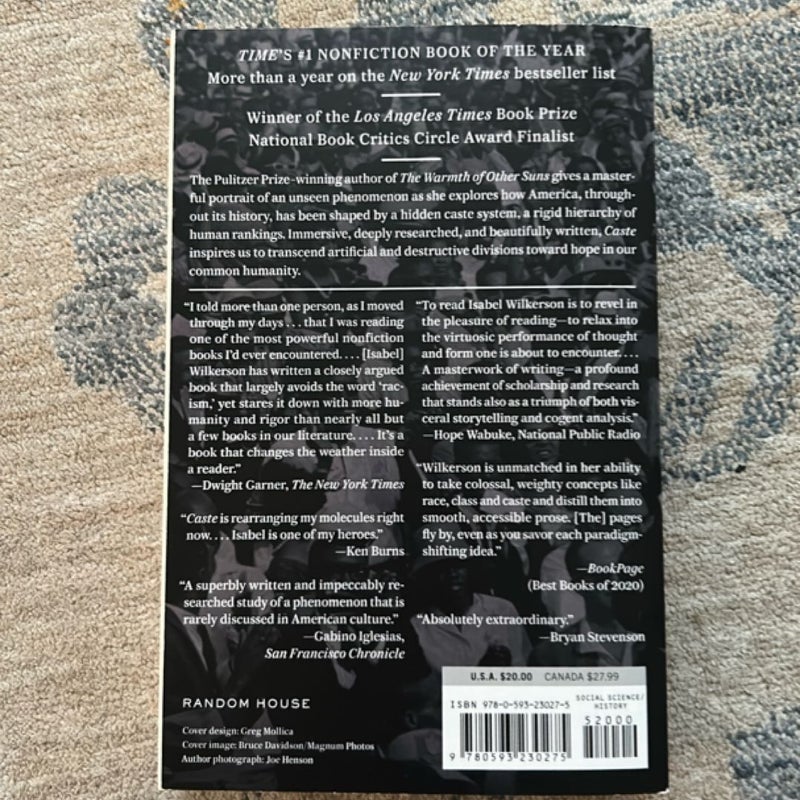 TIME'S #1 NONFICTION BOOK OF THE YEAR
More than a year on the New York Times bestseller list
Winner of the Los Angeles Times Book Prize
National Book Critics Circle Award Finalist
The Pulitzer Prize–winning author of The Warmth of Other Suns gives a master-
ful portrait of an unseen phenomenon as she explores how America, through-
out its history, has been shaped by a hidden caste system, a rigid hierarchy of
human rankings. Immersive, deeply researched, and beautifully written, Caste
inspires us to transcend artificial and destructive divisions toward hope in our
common humanity.
“I told more than one person, as I moved
through my days . . . that I was reading
one of the most powerful nonfiction
books I'd ever encountered. . . . [Isabel]
Wilkerson has written a closely argued
book that largely avoids the word ‘rac-
ism,’ yet stares it down with more hu-
manity and rigor than nearly all but
a few books in our literature. . . . It's a
book that changes the weather inside
a reader.”
—Dwight Garner, The New York Times
“Caste is rearranging my molecules right
now. . . . Isabel is one of my heroes.”
—Ken Burns
“A superbly written and impeccably re-
searched study of a phenomenon that is
rarely discussed in American culture.”
—Gabino Iglesias,
San Francisco Chronicle
“To read Isabel Wilkerson is to revel in
the pleasure of reading—to relax into
the virtuosic performance of thought
and form one is about to encounter. . . .
A masterwork of writing—a profound
achievement of scholarship and research
that stands also as a triumph of both vis-
ceral storytelling and cogent analysis.”
—Hope Wabuke, National Public Radio
“Wilkerson is unmatched in her ability
to take colossal, weighty concepts like
race, class and caste and distill them into
smooth, accessible prose. [The] pages
fly by, even as you savor each paradigm-
shifting idea.”
—BookPage
(Best Books of 2020)
“Absolutely extraordinary.”
—Bryan Stevenson
RANDOM HOUSE
Cover design: Greg Mollica
Cover image: Bruce Davidson/Magnum Photos
Author photograph: Joe Henson
U.S.A. $20.00 CANADA $27.99
ISBN 978-0-593-23027-5
SOCIAL SCIENCE/
HISTORY
52000
9 780593 230275